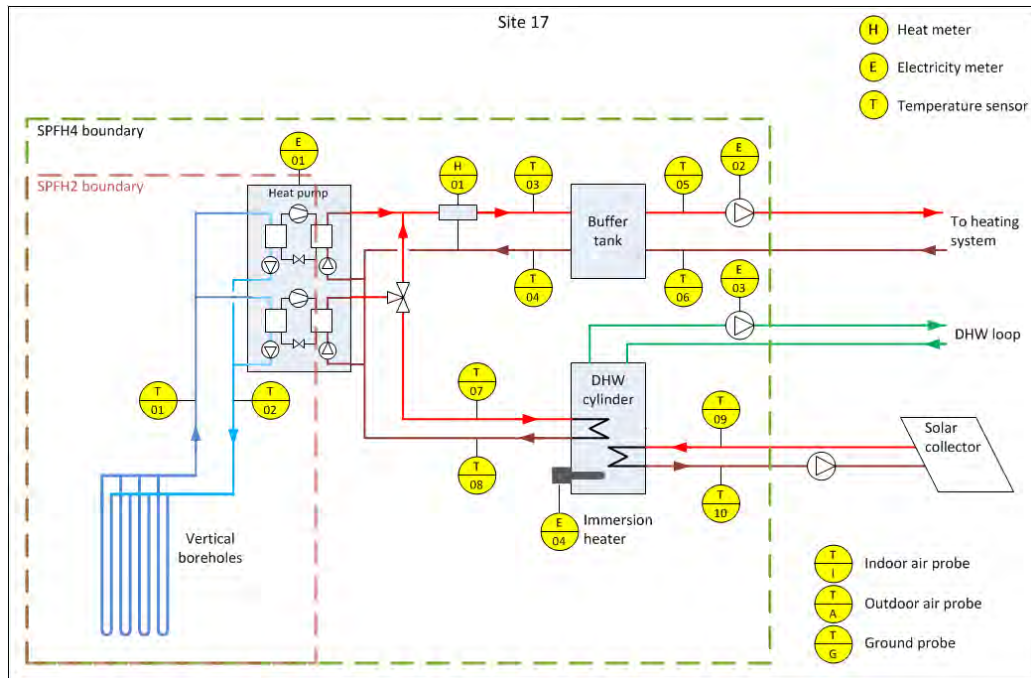 Site 17
H
Heat meter
E
Electricity meter
T
Temperature sensor
SPFH4 boundary
SPFH2 boundary
E
01
Heat pump
H
01
T
03
T
05
E
02
Buffer
tank
To heating
system
T
04
T
06
E
03
DHW loop
T
01
T
02
T
07
DHW
cylinder
T
09
Solar
collector
T
08
T
10
E
04
Immersion
heater
Vertical
boreholes
T
I
Indoor air probe
T
A
Outdoor air probe
T
G
Ground probe